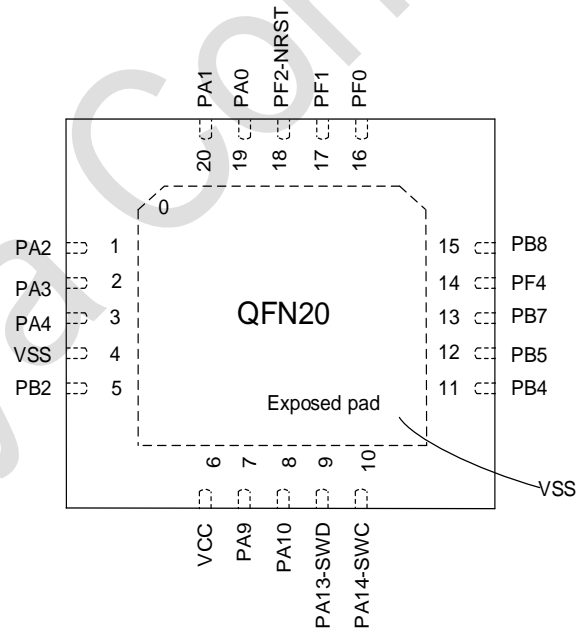 PA1 PA0 PF2-NRST PF1 PF0
20 19 18 17 16
0
PA2 1 15 PB8
PA3 2 14 PF4
PA4 3 QFN20 13 PB7
VSS 4 12 PB5
PB2 5 11 PB4
Exposed pad
6 7 8 9 10
VSS
VCC PA9 PA10 PA13-SWD PA14-SWC